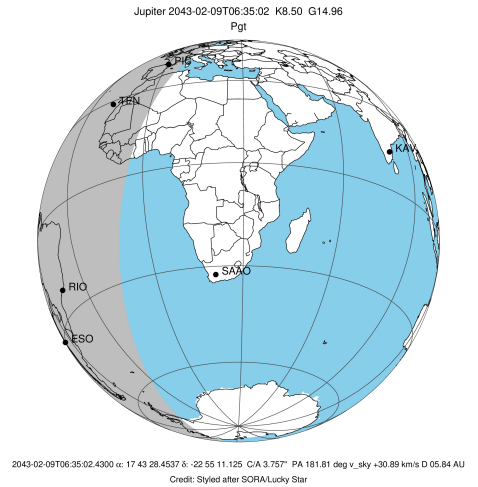 Jupiter 2043-02-09T06:35:02 K8.50 G14.96
Pgt
PIC
TEN
KAV
SAAO
RIO
ESO
2043-02-09T06:35:02.4300 α: 17 43 28.4537 δ: -22 55 11.125 C/A 3.757" PA 181.81 deg v_sky +30.89 km/s D 05.84 AU
Credit: Styled after SORA/Lucky Star